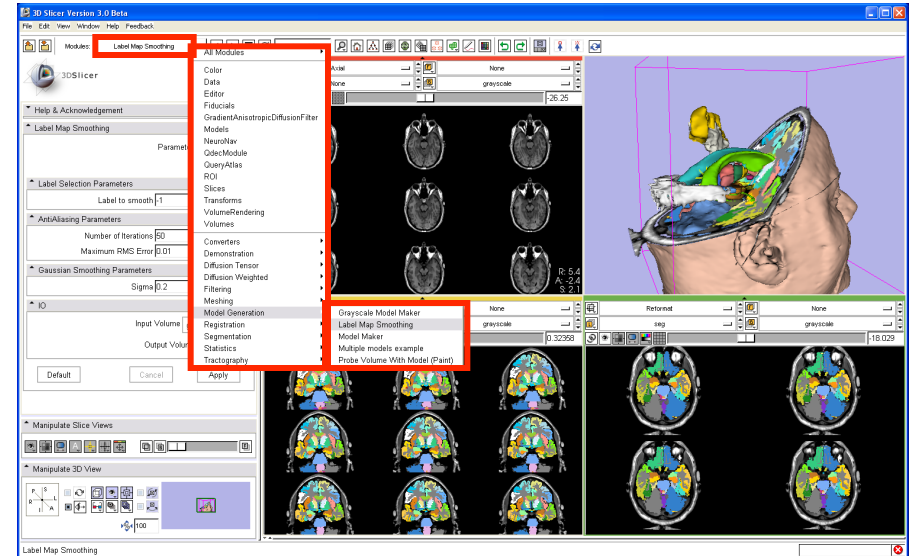 3D Slicer Version 3.0 Beta
File Edit View Window Help Feedback
Modules: Label Map Smoothing
3DSlicer
Help & Acknowledgement
Label Map Smoothing
Label Selection Parameters
Label to smooth -1
AntiAliasing Parameters
Number of Iterations 50
Maximum RMS Error 0.01
Gaussian Smoothing Parameters
Sigma 0.2
IO
Input Volume
Default Cancel Apply
Manipulate Slice Views
Manipulate 3D View
P S
R L
I A
100
Label Map Smoothing
All Modules
Color
Data
Editor
Fiducials
GradientAnisotropicDiffusionFilter
Models
NeuroNav
QdecModule
QueryAtlas
ROI
Slices
Transforms
VolumeRendering
Volumes
Converters
Demonstration
Diffusion Tensor
Diffusion Weighted
Filtering
Meshing
Model Generation
Registration
Segmentation
Statistics
Tractography
Grayscale Model Maker
Label Map Smoothing
Model Maker
Multiple models example
Probe Volume With Model (Paint)
Axial None
None grayscale
-26.25
R: 5.4
A: -2.4
S: 2.1
None
grayscale
0.32358
Reformat None
seg grayscale
-18.029